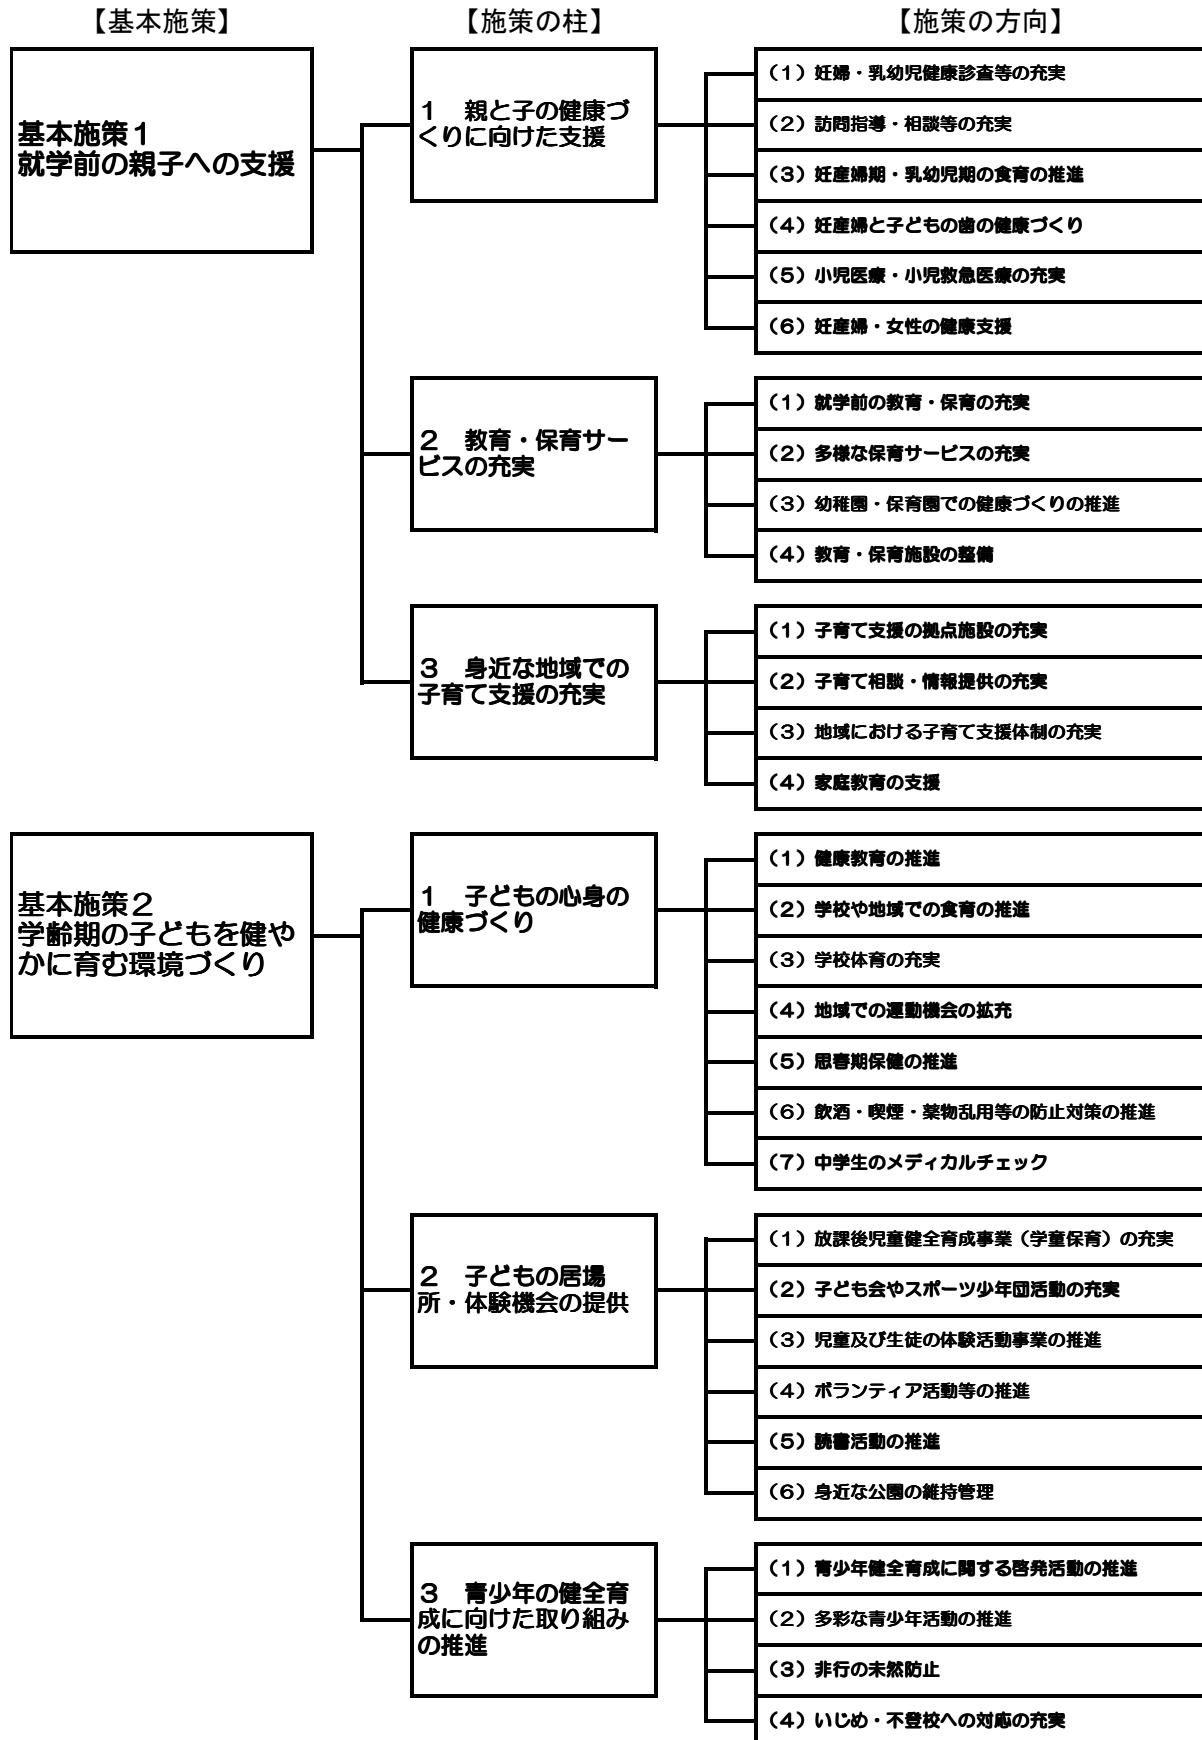 【基本施策】
【施策の柱】
【施策の方向】
基本施策１
就学前の親子への支援
１　親と子の健康づ
くりに向けた支援
（１）妊婦・乳幼児健康診査等の充実
（２）訪問指導・相談等の充実
（３）妊産婦期・乳幼児期の食育の推進
（４）妊産婦と子どもの歯の健康づくり
（５）小児医療・小児救急医療の充実
（６）妊産婦・女性の健康支援
２　教育・保育サー
ビスの充実
（１）就学前の教育・保育の充実
（２）多様な保育サービスの充実
（３）幼稚園・保育園での健康づくりの推進
（４）教育・保育施設の整備
３　身近な地域での
子育て支援の充実
（１）子育て支援の拠点施設の充実
（２）子育て相談・情報提供の充実
（３）地域における子育て支援体制の充実
（４）家庭教育の支援
基本施策２
学齢期の子どもを健や
かに育む環境づくり
１　子どもの心身の
健康づくり
（１）健康教育の推進
（２）学校や地域での食育の推進
（３）学校体育の充実
（４）地域での運動機会の拡充
（５）思春期保健の推進
（６）飲酒・喫煙・薬物乱用等の防止対策の推進
（７）中学生のメディカルチェック
２　子どもの居場
所・体験機会の提供
（１）放課後児童健全育成事業（学童保育）の充実
（２）子ども会やスポーツ少年団活動の充実
（３）児童及び生徒の体験活動事業の推進
（４）ボランティア活動等の推進
（５）読書活動の推進
（６）身近な公園の維持管理
３　青少年の健全育
成に向けた取り組み
の推進
（１）青少年健全育成に関する啓発活動の推進
（２）多彩な青少年活動の推進
（３）非行の未然防止
（４）いじめ・不登校への対応の充実